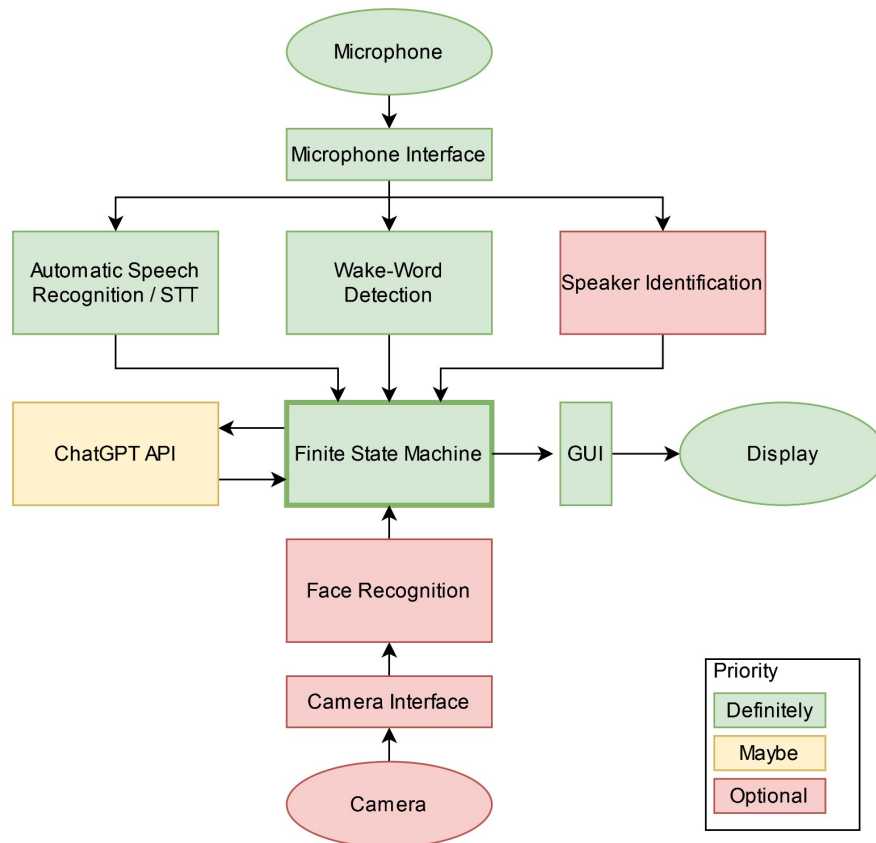 Microphone
Microphone Interface
Automatic Speech
Recognition / STT
Wake-Word
Detection
Speaker Identification
ChatGPT API
Finite State Machine
GUI
Display
Face Recognition
Camera Interface
Camera
Priority
Definitely
Maybe
Optional